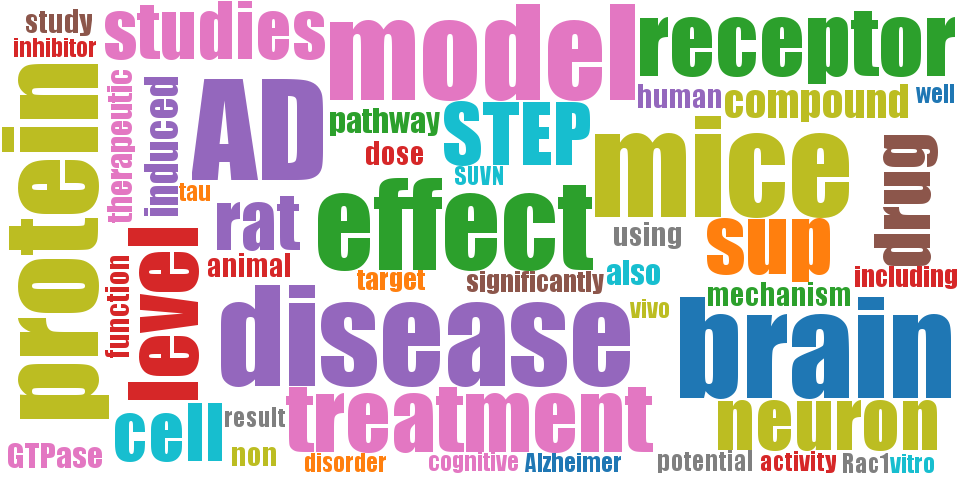 study
studies
model
receptor
inhibitor
therapeutic
induced
human
compound
well
protein
AD
pathway
STEP
mice
dose
drug
SUVN
tau
rat
effect
using
sup
level
animal
target
significantly
also
including
function
disease
vivo
mechanism
brain
cell
result
treatment
neuron
GTPase
non
disorder
cognitive
Alzheimer
potential
activity
Rac1
vitro